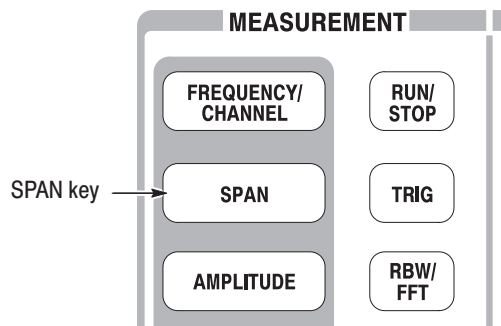 MEASUREMENT
FREQUENCY/
CHANNEL
RUN/
STOP
SPAN key
SPAN
TRIG
AMPLITUDE
RBW/
FFT